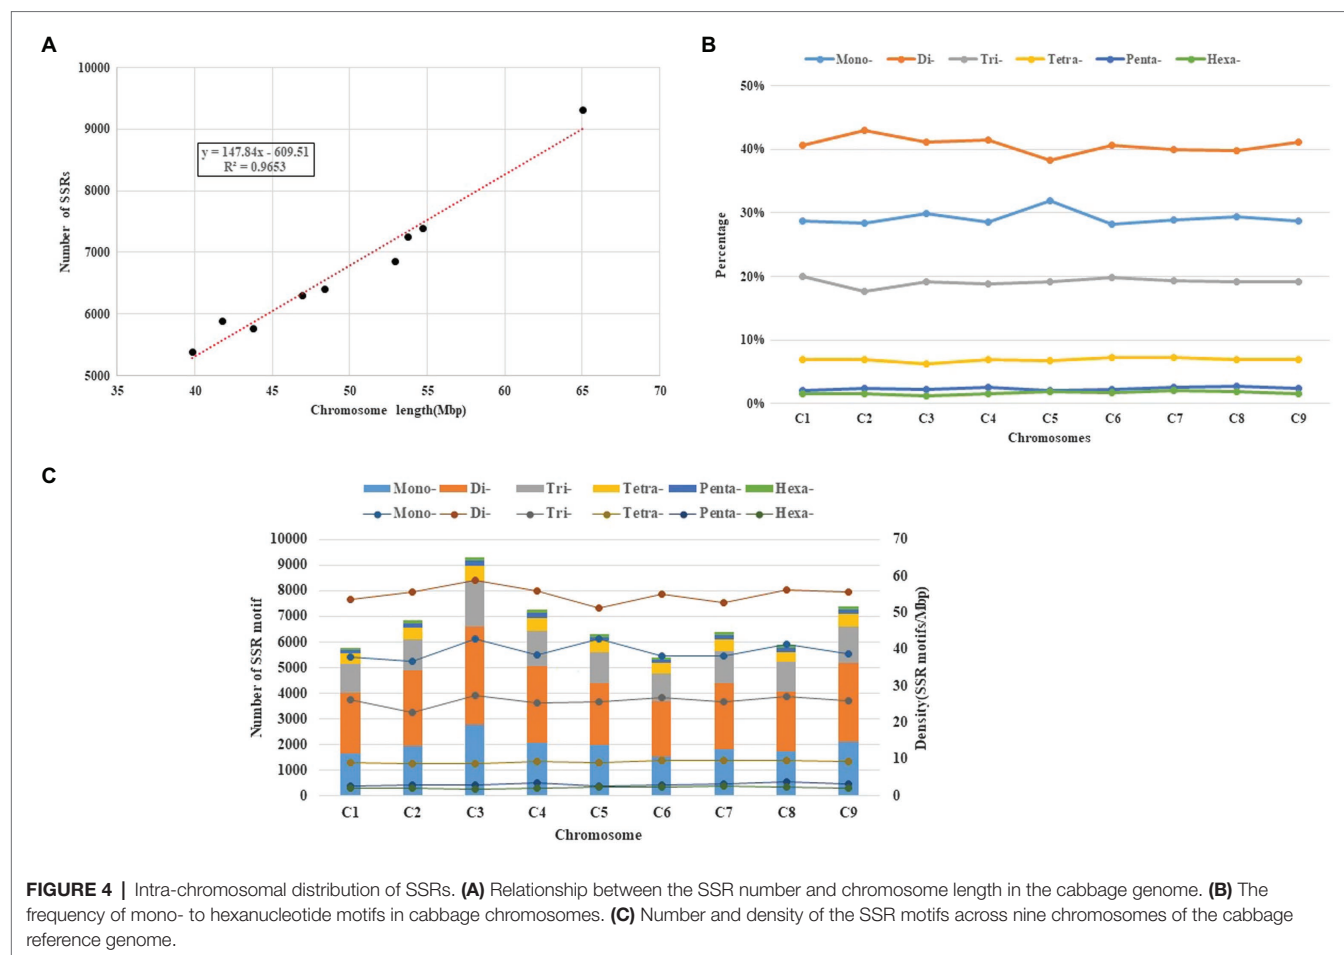 A
10000
9000
8000
7000
6000
5000
Number of SSRs
y = 147.84x - 609.51
R² = 0.9653
35 40 45 50 55 60 65 70
Chromosome length(Mbp)
B
Mono- Di- Tri- Tetra- Penta- Hexa-
50%
40%
30%
20%
10%
0%
Percentage
C1 C2 C3 C4 C5 C6 C7 C8 C9
Chromosomes
C
Mono- Di- Tri- Tetra- Penta- Hexa-
Mono- Di- Tri- Tetra- Penta- Hexa-
10000
9000
8000
7000
6000
5000
4000
3000
2000
1000
0
Number of SSR motif
70
60
50
40
30
20
10
0
Density(SSR motifs/Mbp)
C1 C2 C3 C4 C5 C6 C7 C8 C9
Chromosome
FIGURE 4 | Intra-chromosomal distribution of SSRs. (A) Relationship between the SSR number and chromosome length in the cabbage genome. (B) The
frequency of mono- to hexanucleotide motifs in cabbage chromosomes. (C) Number and density of the SSR motifs across nine chromosomes of the cabbage
reference genome.